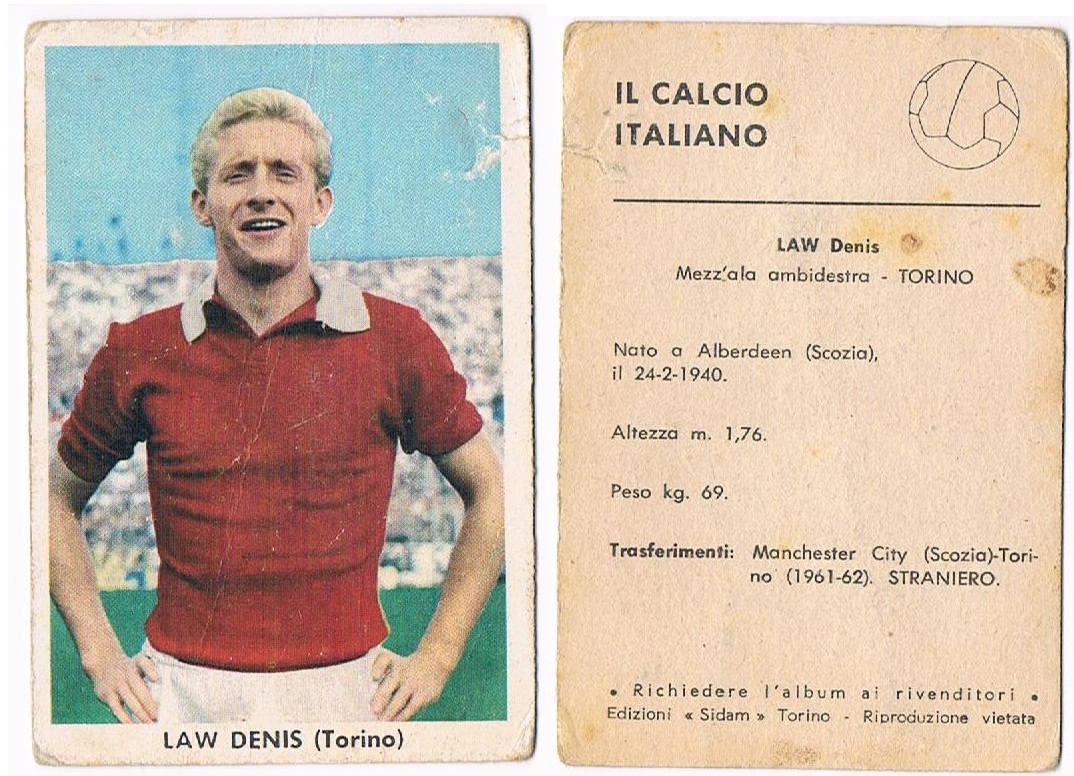 LAW DENIS (Torino)
IL CALCIO
ITALIANO
LAW Denis
Mezz'ala ambidestra - TORINO
Nato a Alberdeen (Scozia),
il 24-2-1940.
Altezza m. 1,76.
Peso kg. 69.
Trasferimenti: Manchester City (Scozia)-Tori-
no (1961-62). STRANIERO.
• Richiedere l'album ai rivenditori •
Edizioni « Sidam » Torino - Riproduzione vietata